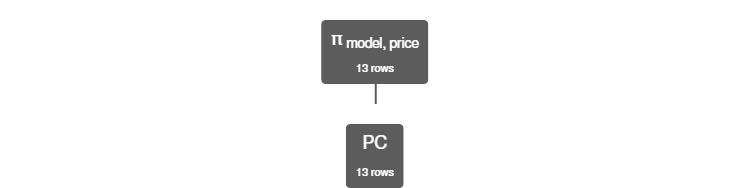 π model, price
13 rows
PC
13 rows